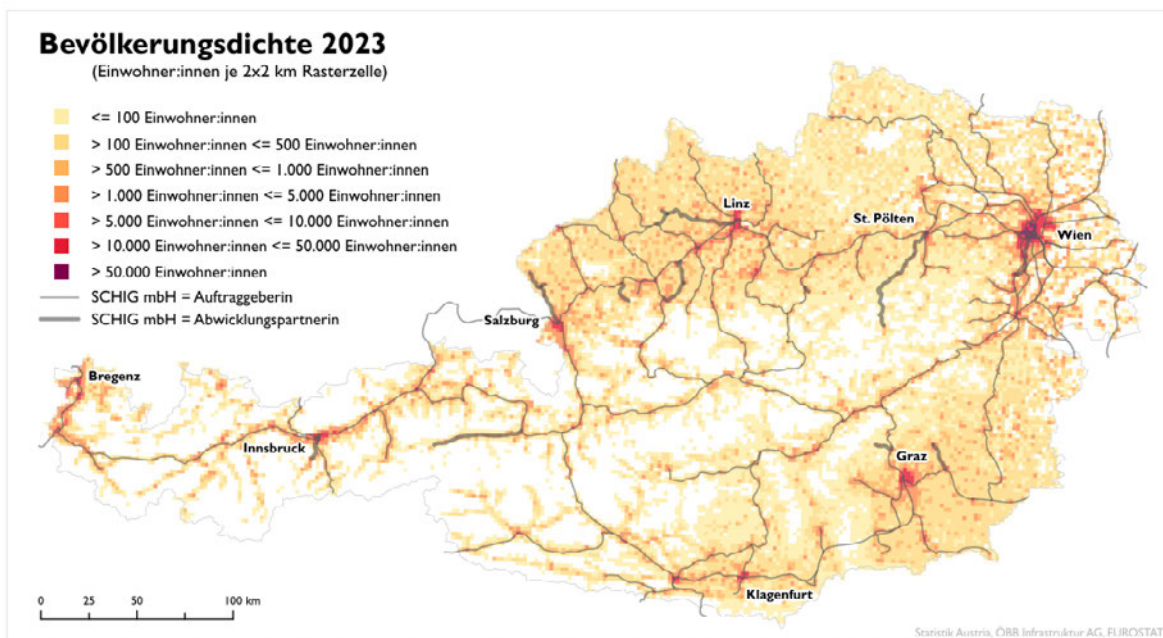 Bevölkerungsdichte 2023
(Einwohner:innen je 2x2 km Rasterzelle)
<= 100 Einwohner:innen
> 100 Einwohner:innen <= 500 Einwohner:innen
> 500 Einwohner:innen <= 1.000 Einwohner:innen
> 1.000 Einwohner:innen <= 5.000 Einwohner:innen
> 5.000 Einwohner:innen <= 10.000 Einwohner:innen
> 10.000 Einwohner:innen <= 50.000 Einwohner:innen
> 50.000 Einwohner:innen
SCHIG mbH = Auftraggeberin
SCHIG mbH = Abwicklungspartnerin
Linz
St. Pölten
Wien
Salzburg
Bregenz
Innsbruck
Graz
Klagenfurt
0 25 50 100 km
Statistik Austria, ÖBB Infrastruktur AG, EUROSTAT